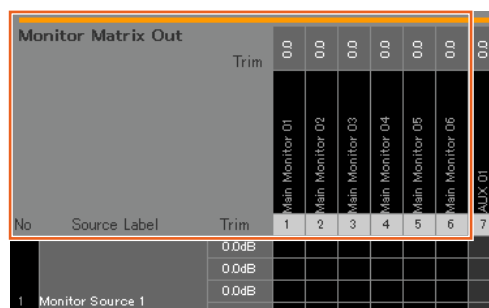 Monitor Matrix Out
Trim 0.0 0.0 0.0 0.0 0.0 0.0 0.0
Main Monitor 01
Main Monitor 02
Main Monitor 03
Main Monitor 04
Main Monitor 05
Main Monitor 06
AUX 01
No Source Label Trim 1 2 3 4 5 6 7
0.0dB
0.0dB
1 Monitor Source 1 0.0dB